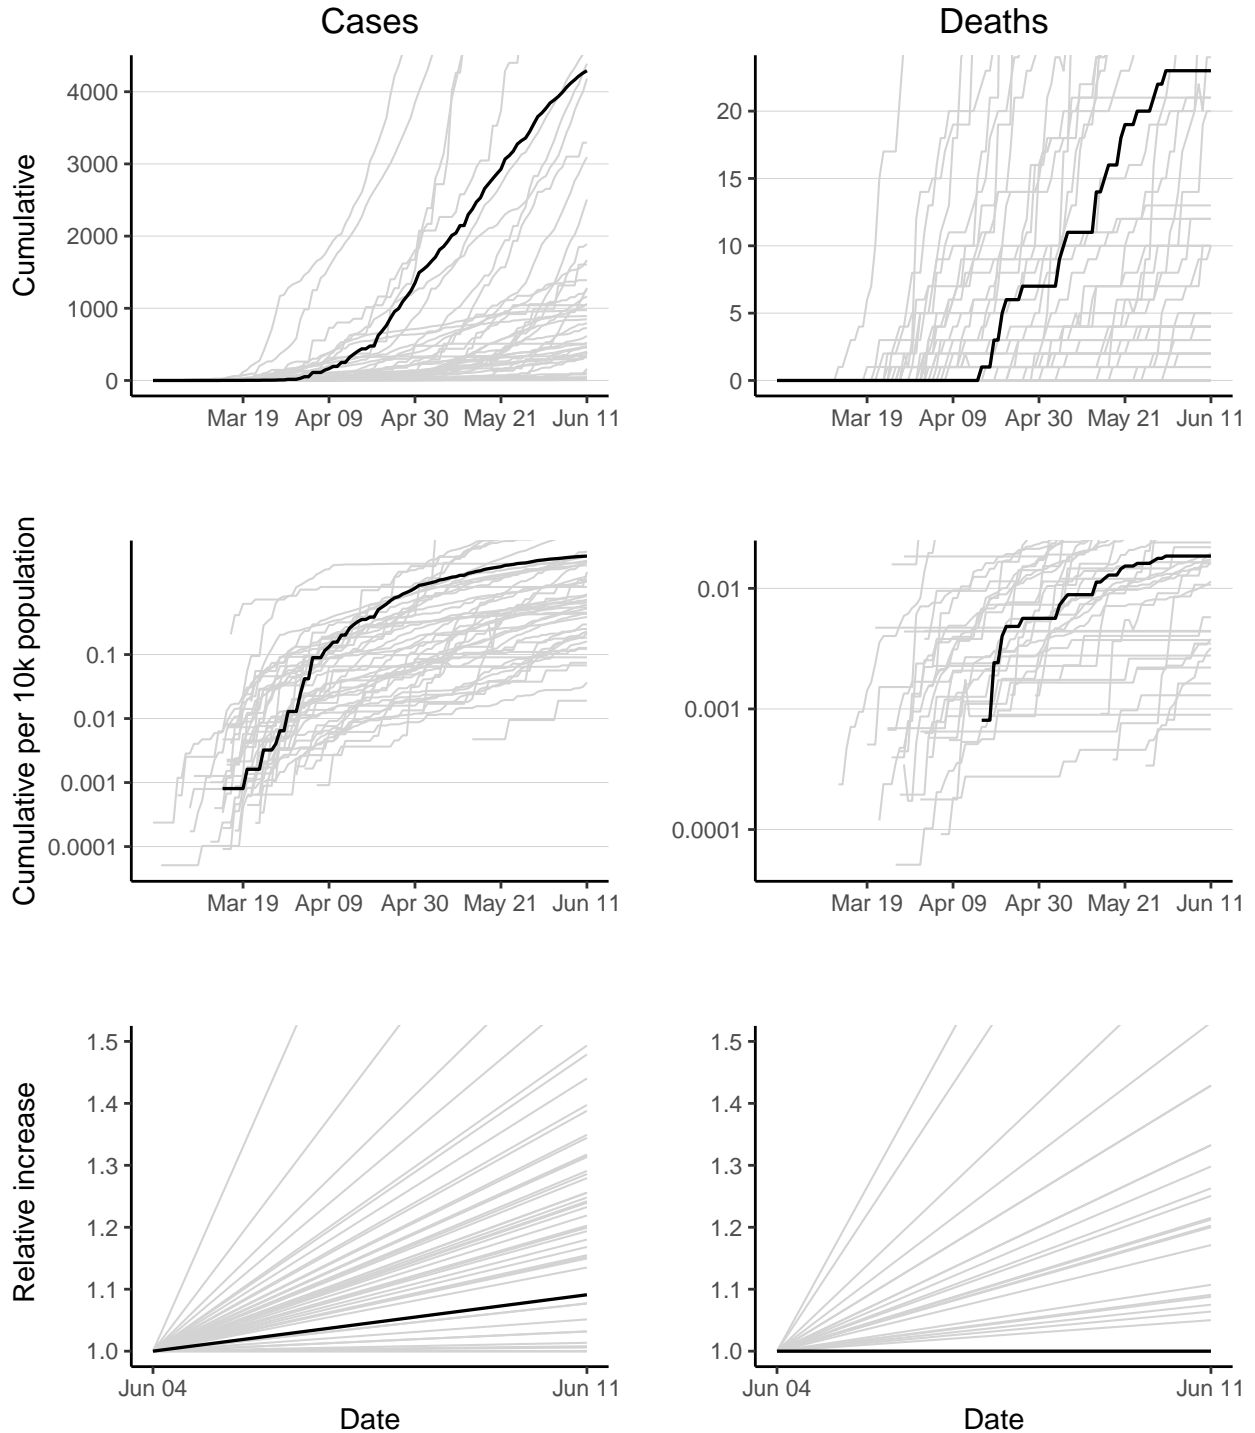 Cases
Deaths
Cumulative
4000
3000
2000
1000
0
Mar 19 Apr 09 Apr 30 May 21 Jun 11
20
15
10
5
0
Mar 19 Apr 09 Apr 30 May 21 Jun 11
Cumulative per 10k population
0.1
0.01
0.001
0.0001
Mar 19 Apr 09 Apr 30 May 21 Jun 11
0.01
0.001
0.0001
Mar 19 Apr 09 Apr 30 May 21 Jun 11
Relative increase
1.5
1.4
1.3
1.2
1.1
1.0
Jun 04 Jun 11
Date
1.5
1.4
1.3
1.2
1.1
1.0
Jun 04 Jun 11
Date